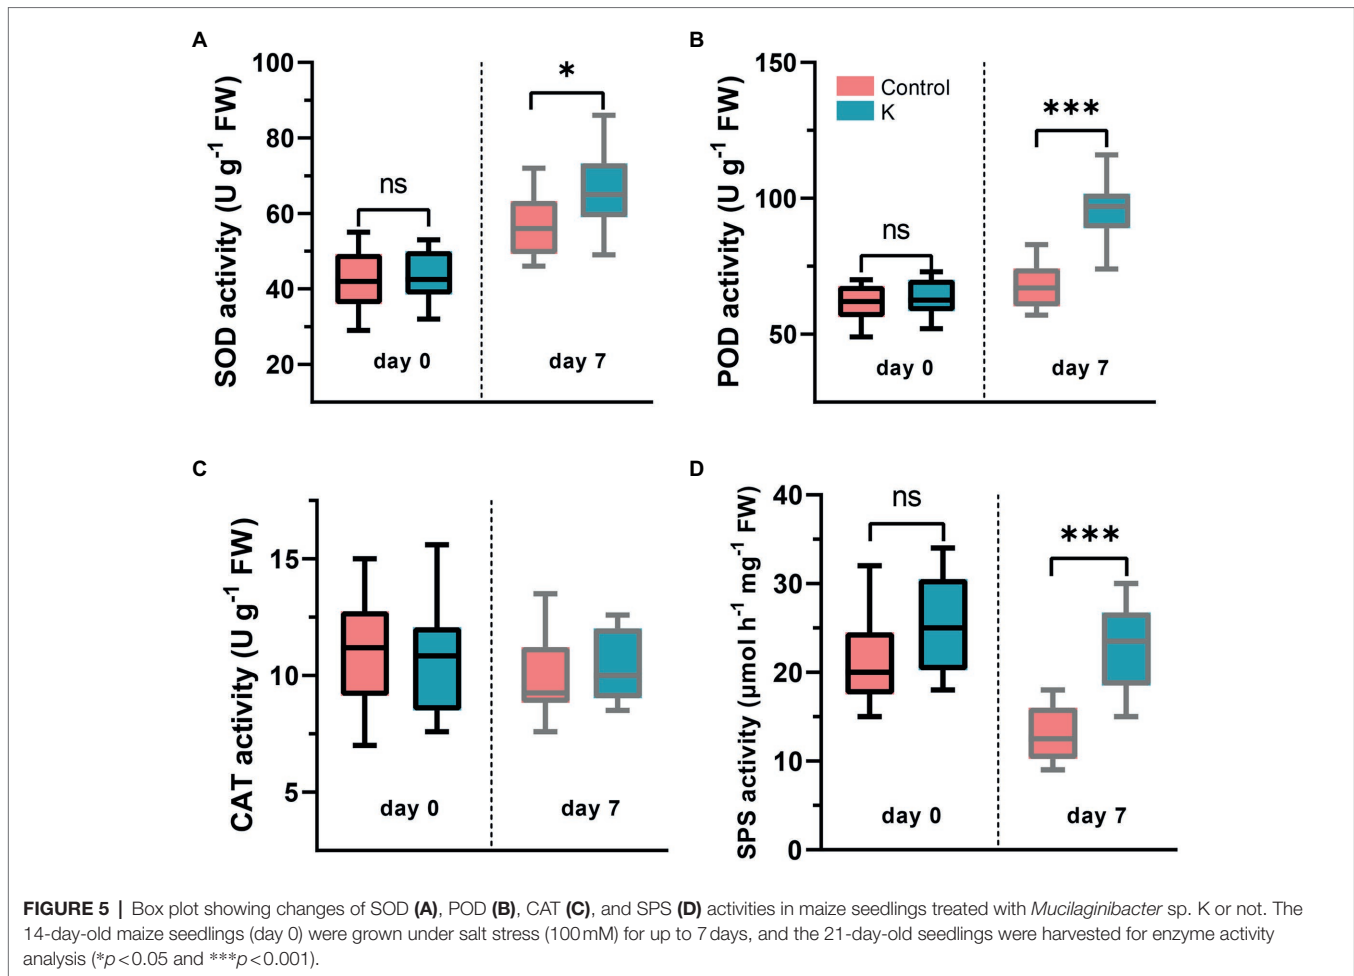 A
SOD activity (U g⁻¹ FW)
100
80
60
40
20
ns
*
day 0
day 7
B
POD activity (U g⁻¹ FW)
150
100
50
Control
K
ns
***
day 0
day 7
C
CAT activity (U g⁻¹ FW)
15
10
5
day 0
day 7
D
SPS activity (μmol h⁻¹ mg⁻¹ FW)
40
30
20
10
0
ns
***
day 0
day 7
FIGURE 5 | Box plot showing changes of SOD (A), POD (B), CAT (C), and SPS (D) activities in maize seedlings treated with Mucilaginibacter sp. K or not. The
14-day-old maize seedlings (day 0) were grown under salt stress (100 mM) for up to 7 days, and the 21-day-old seedlings were harvested for enzyme activity
analysis (*p < 0.05 and ***p < 0.001).